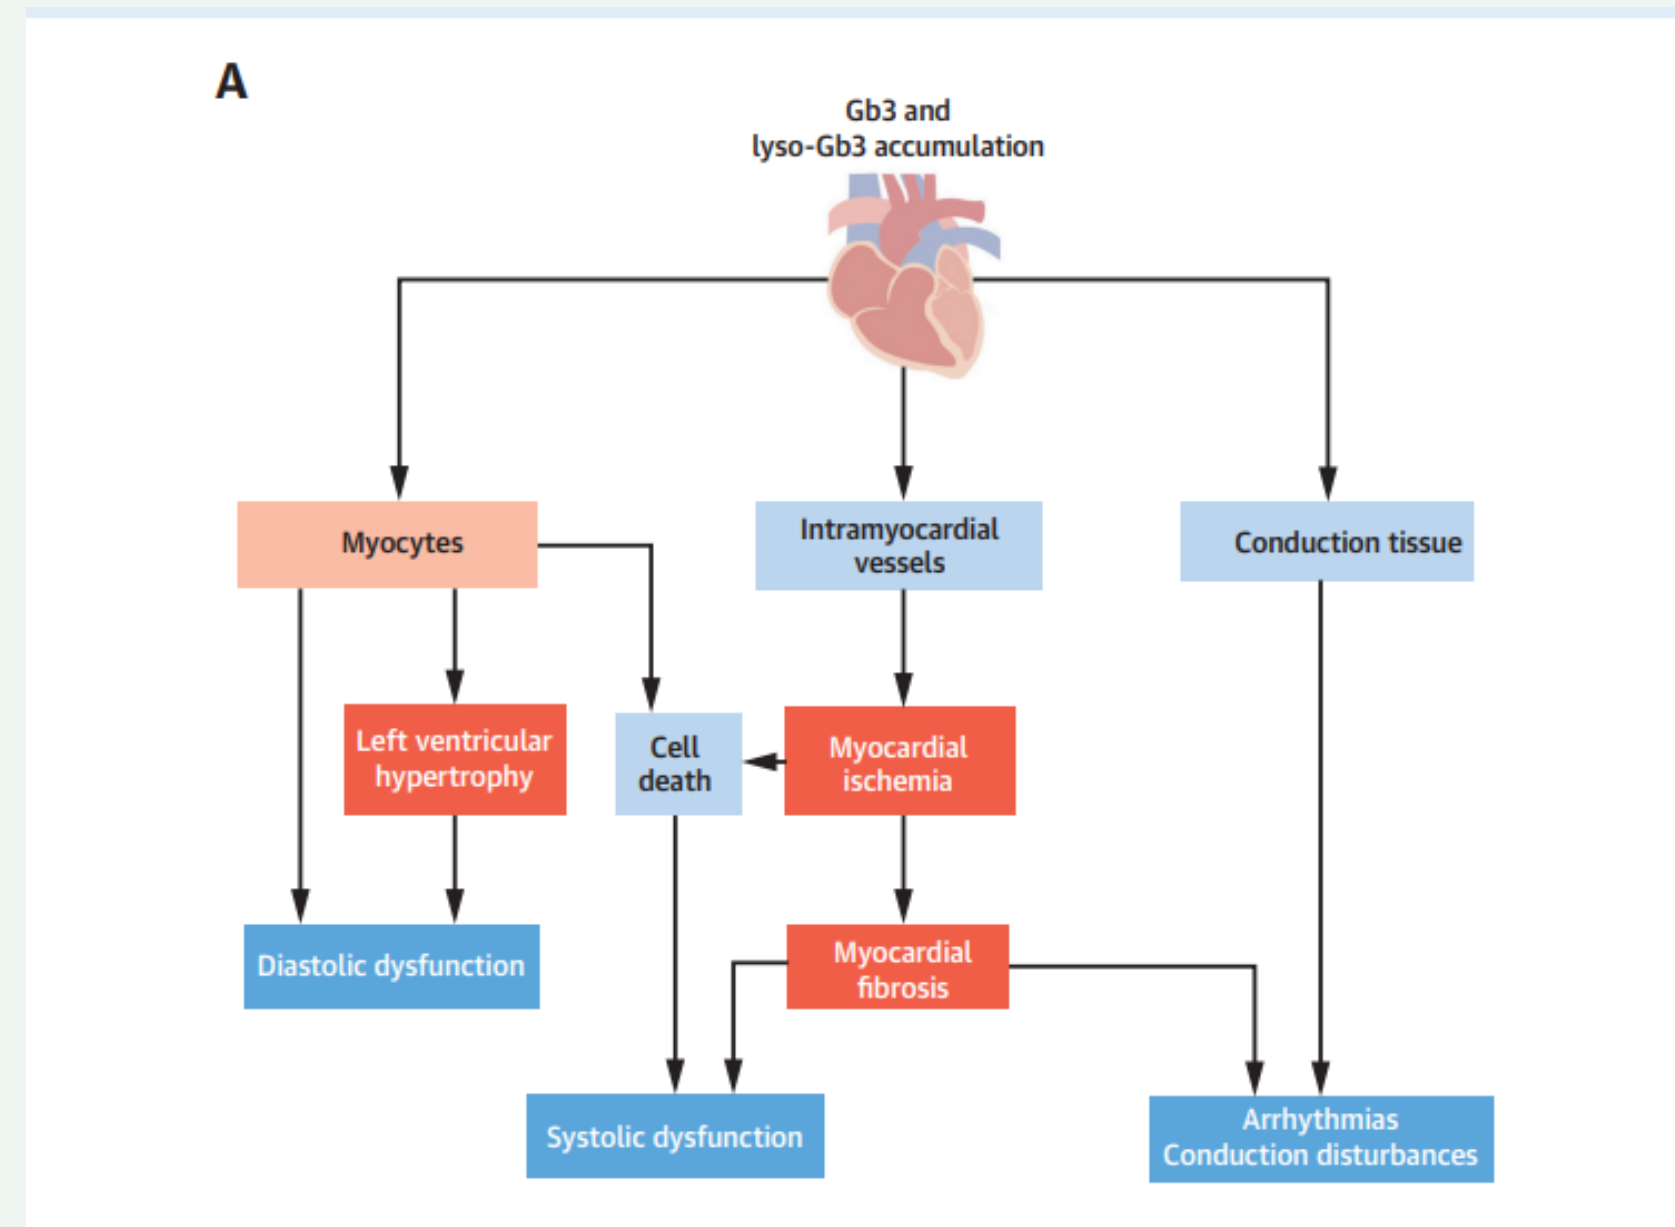 A
Gb3 and
lyso-Gb3 accumulation
Myocytes
Intramyocardial
vessels
Conduction tissue
Left ventricular
hypertrophy
Cell
death
Myocardial
ischemia
Diastolic dysfunction
Myocardial
fibrosis
Systolic dysfunction
Arrhythmias
Conduction disturbances